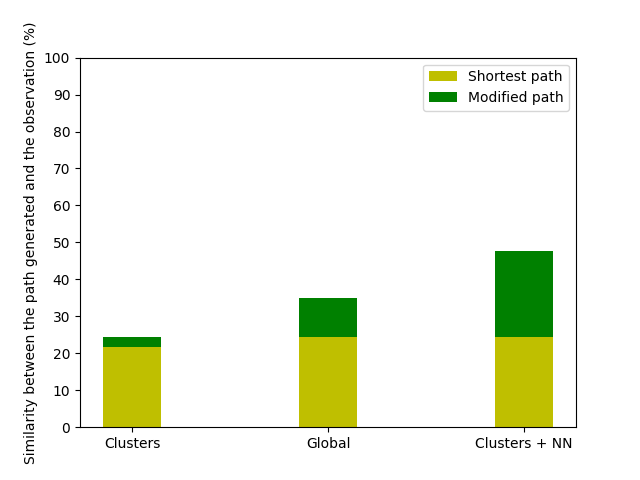 Similarity between the path generated and the observation (%)
100
90
80
70
60
50
40
30
20
10
0
Shortest path
Modified path
Clusters
Global
Clusters + NN